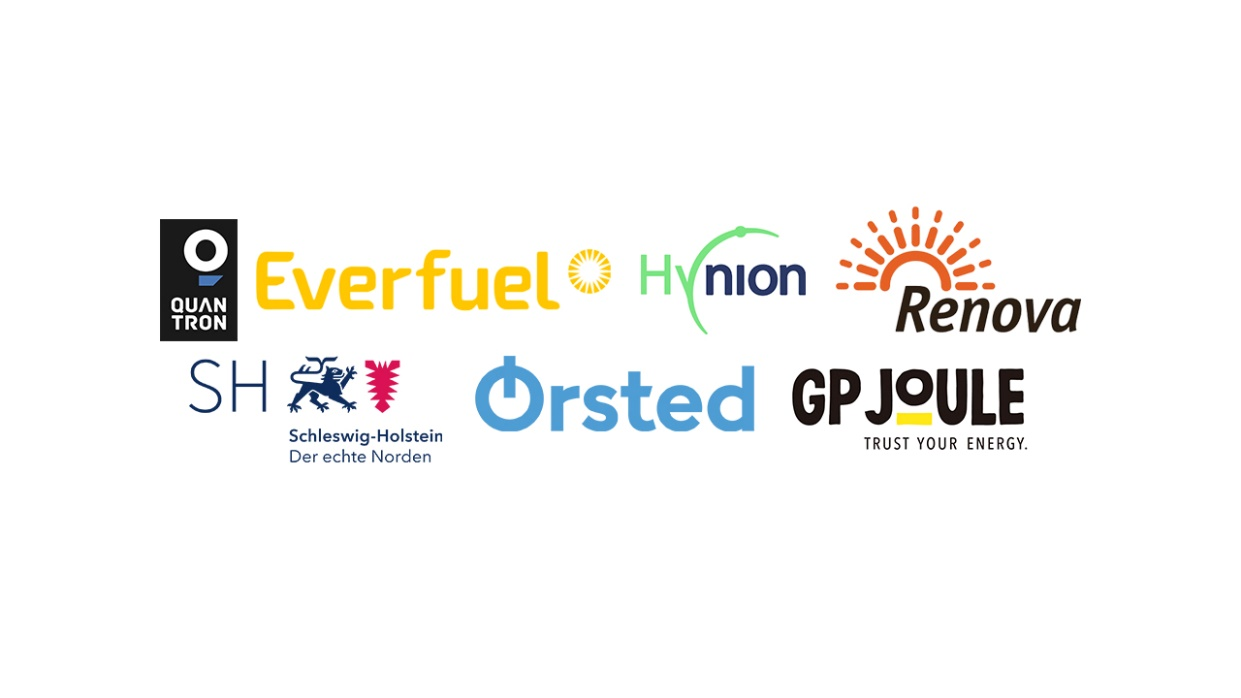 QUAN
TRON
Everfuel
Hynion
Renova
SH
Schleswig-Holstein
Der echte Norden
Ørsted
GP JOULE
TRUST YOUR ENERGY.